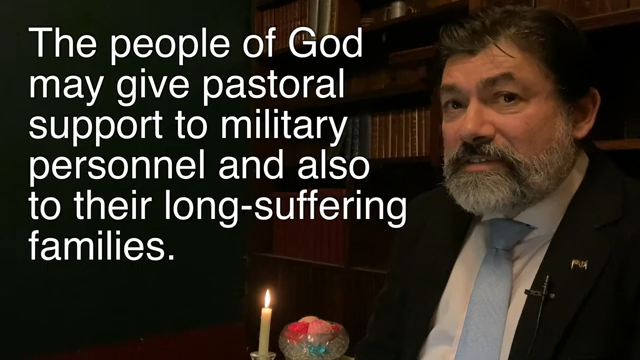 The people of God
may give pastoral
support to military
personnel and also
to their long-suffering
families.